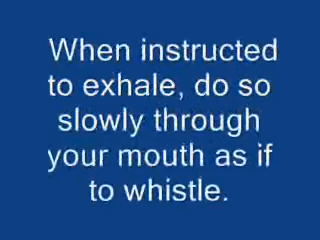 When instructed
to exhale, do so
slowly through
your mouth as if
to whistle.